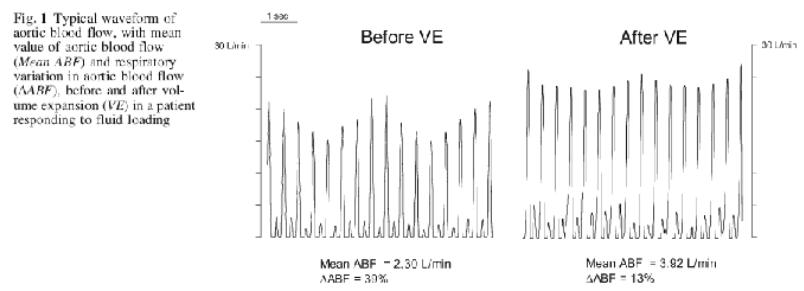 Fig. 1 Typical waveform of
aortic blood flow, with mean
value of aortic blood flow
(Mean ABF) and respiratory
variation in aortic blood flow
(ΔABF), before and after vol-
ume expansion (VE) in a patient
responding to fluid loading
1 sec
Before VE
After VE
30 L/min
30 L/min
Mean ABF = 2.30 L/min
ΔABF = 39%
Mean ABF = 3.92 L/min
ΔABF = 13%